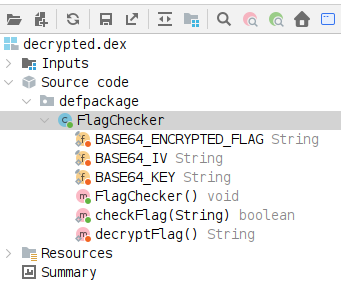 decrypted.dex
Inputs
Source code
defpackage
FlagChecker
BASE64_ENCRYPTED_FLAG String
BASE64_IV String
BASE64_KEY String
FlagChecker() void
checkFlag(String) boolean
decryptFlag() String
Resources
Summary